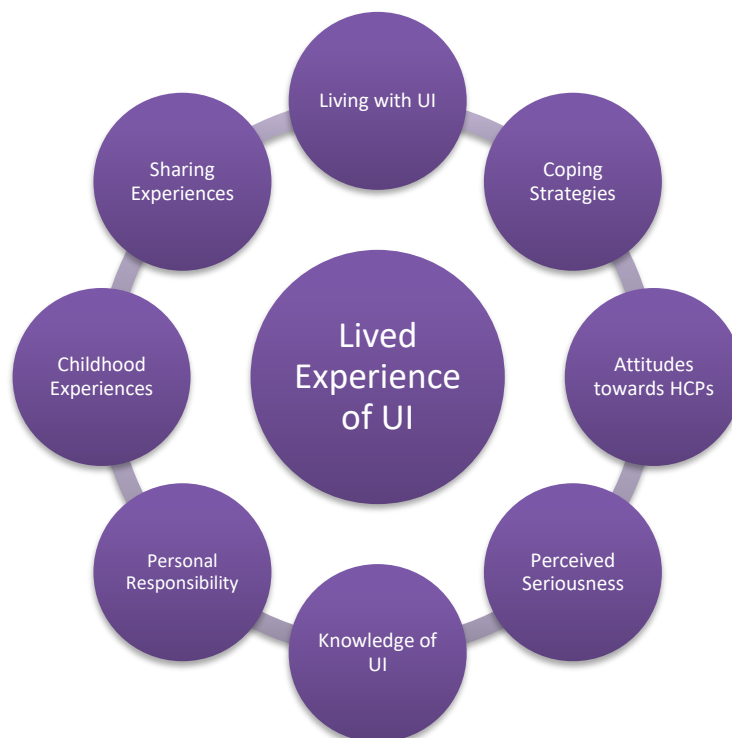 Living with UI
Sharing
Experiences
Coping
Strategies
Lived
Experience
of UI
Childhood
Experiences
Attitudes
towards HCPs
Personal
Responsibility
Perceived
Seriousness
Knowledge of
UI